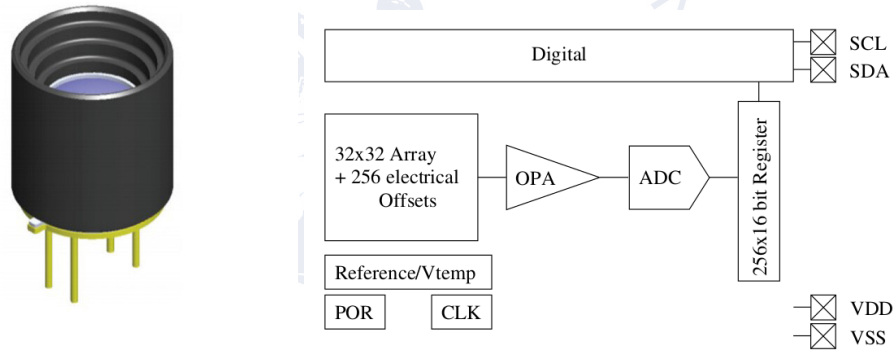 Digital
SCL
SDA
32x32 Array
+ 256 electrical
Offsets
OPA
ADC
256x16 bit Register
Reference/Vtemp
POR
CLK
VDD
VSS